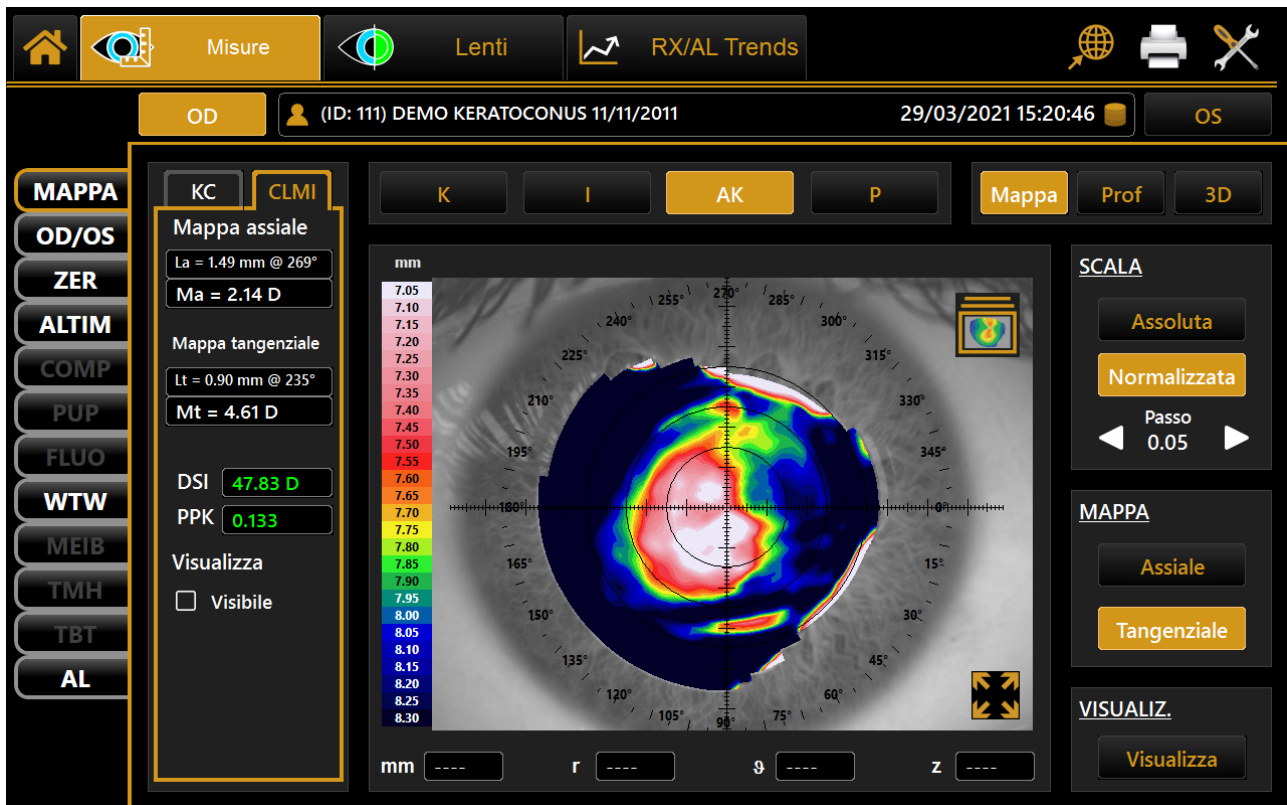 Misure
Lenti
RX/AL Trends
OD
(ID: 111) DEMO KERATOCONUS 11/11/2011
29/03/2021 15:20:46
OS
MAPPA
OD/OS
ZER
ALTIM
COMP
PUP
FLUO
WTW
MEIB
TMH
TBT
AL
KC
CLMI
Mappa assiale
La = 1.49 mm @ 269°
Ma = 2.14 D
Mappa tangenziale
Lt = 0.90 mm @ 235°
Mt = 4.61 D
DSI 47.83 D
PPK 0.133
Visualizza
Visibile
K
I
AK
P
Mappa
Prof
3D
mm
7.05
7.10
7.15
7.20
7.25
7.30
7.35
7.40
7.45
7.50
7.55
7.60
7.65
7.70
7.75
7.80
7.85
7.90
7.95
8.00
8.05
8.10
8.15
8.20
8.25
8.30
270°
285°
300°
315°
330°
345°
0°
15°
30°
45°
60°
75°
90°
105°
120°
135°
150°
165°
180°
195°
210°
225°
240°
255°
mm ----
r ----
ϑ ----
z ----
SCALA
Assoluta
Normalizzata
Passo
0.05
MAPPA
Assiale
Tangenziale
VISUALIZ.
Visualizza